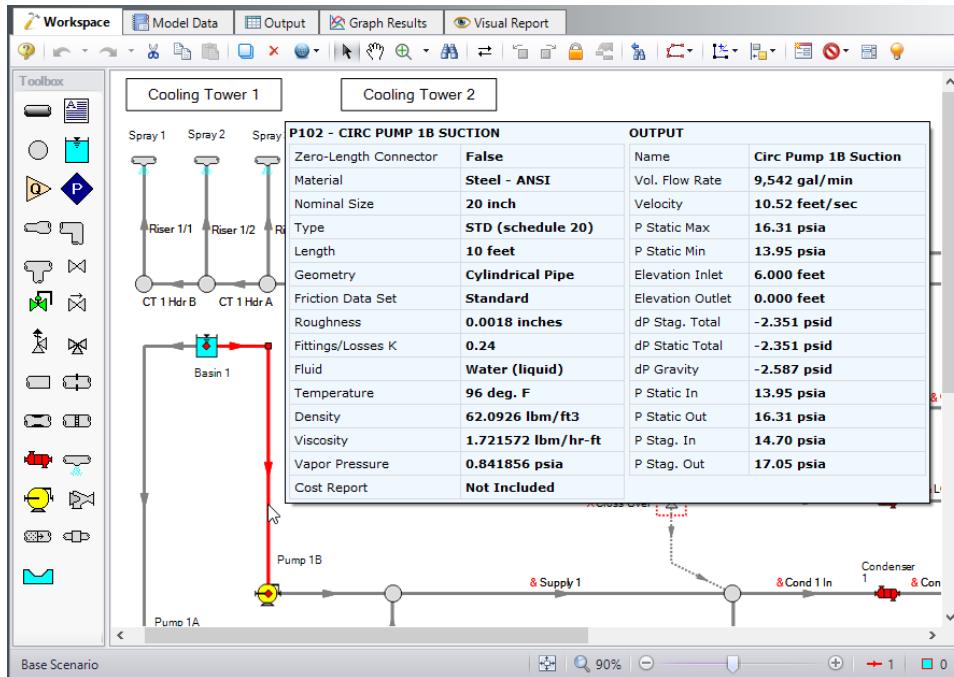 Workspace Model Data Output Graph Results Visual Report
Toolbox
Cooling Tower 1 Cooling Tower 2
Spray 1 Spray 2 Spray
P102 - CIRC PUMP 1B SUCTION OUTPUT
Zero-Length Connector False Name Circ Pump 1B Suction
Material Steel - ANSI Vol. Flow Rate 9,542 gal/min
Nominal Size 20 inch Velocity 10.52 feet/sec
Type STD (schedule 20) P Static Max 16.31 psia
Length 10 feet P Static Min 13.95 psia
Geometry Cylindrical Pipe Elevation Inlet 6.000 feet
Friction Data Set Standard Elevation Outlet 0.000 feet
Roughness 0.0018 inches dP Stag. Total -2.351 psid
Fittings/Losses K 0.24 dP Static Total -2.351 psid
Fluid Water (liquid) dP Gravity -2.587 psid
Temperature 96 deg. F P Static In 13.95 psia
Density 62.0926 lbm/ft3 P Static Out 16.31 psia
Viscosity 1.721572 lbm/hr-ft P Stag. In 14.70 psia
Vapor Pressure 0.841856 psia P Stag. Out 17.05 psia
Cost Report Not Included
Riser 1/1 Riser 1/2 Ri
CT 1 Hdr B CT 1 Hdr A
Basin 1
Q P
&
Pump 1B
& Supply 1 & Cond 1 In Condenser
1 & Con
Pump 1A
Base Scenario 90% 1 0